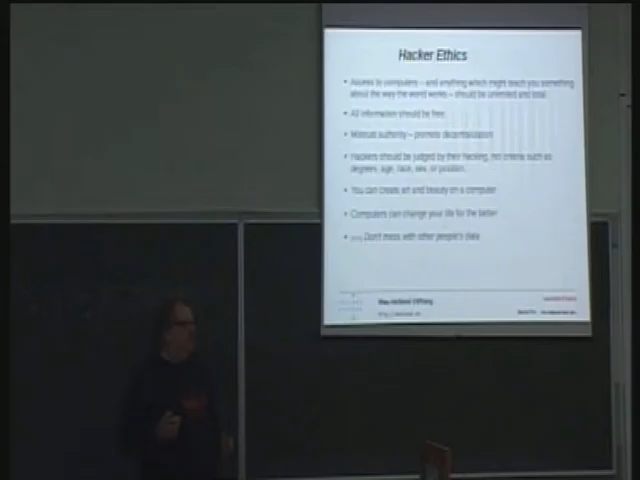 Hacker Ethics
• Access to computers – and anything which might teach you something
about the way the world works – should be unlimited and total.
• All information should be free.
• Mistrust authority – promote decentralization
• Hackers should be judged by their hacking, not criteria such as
degrees, age, race, sex, or position.
• You can create art and beauty on a computer
• Computers can change your life for the better
• Don't mess with other people's data
Wau Holland Stiftung